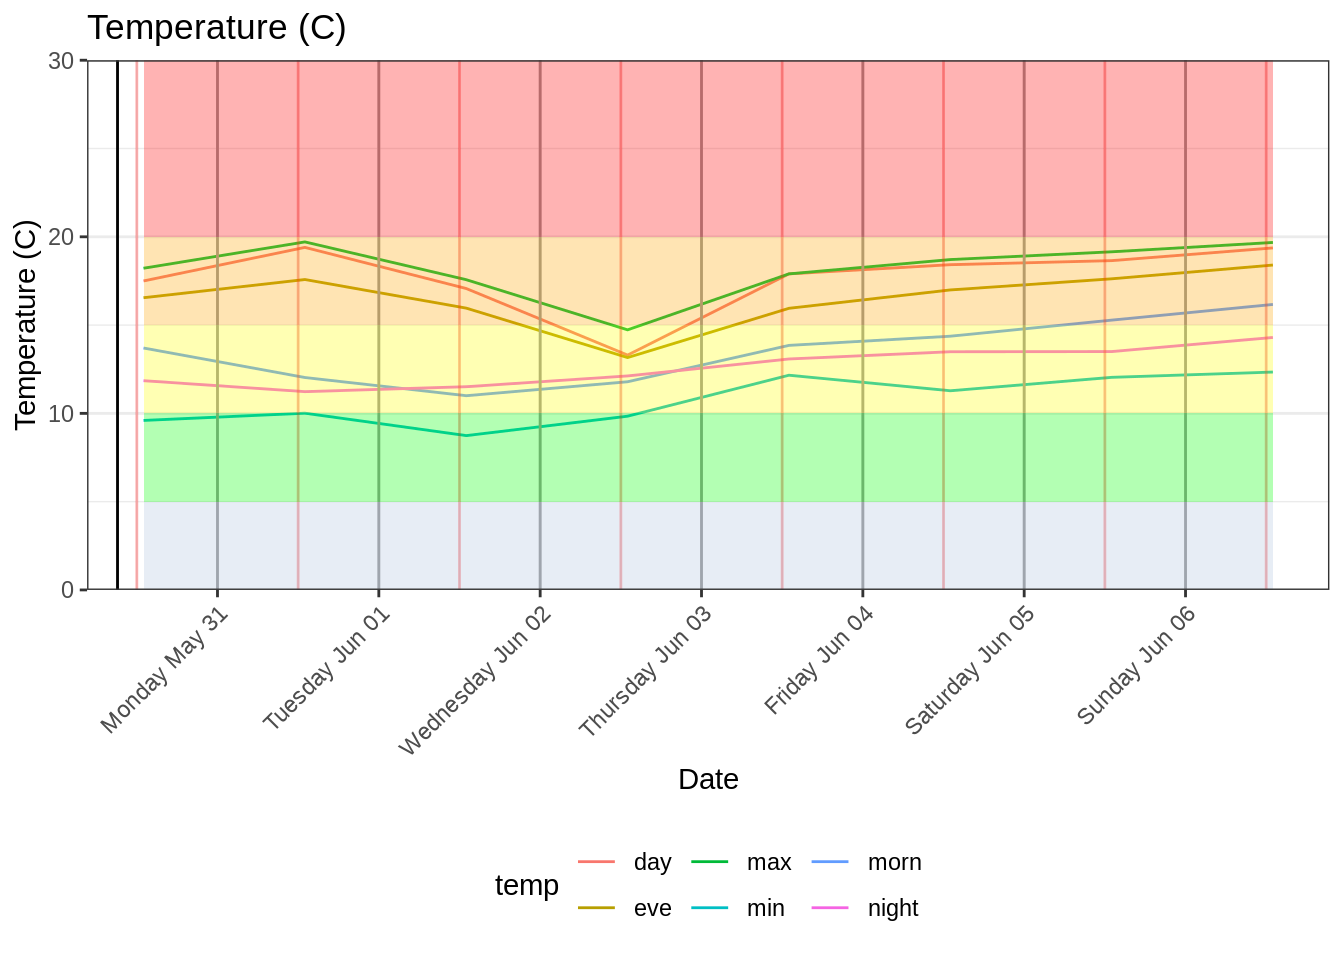 Temperature (C)
Temperature (C)
30
20
10
0
Monday May 31
Tuesday Jun 01
Wednesday Jun 02
Thursday Jun 03
Friday Jun 04
Saturday Jun 05
Sunday Jun 06
Date
temp
day
max
morn
eve
min
night